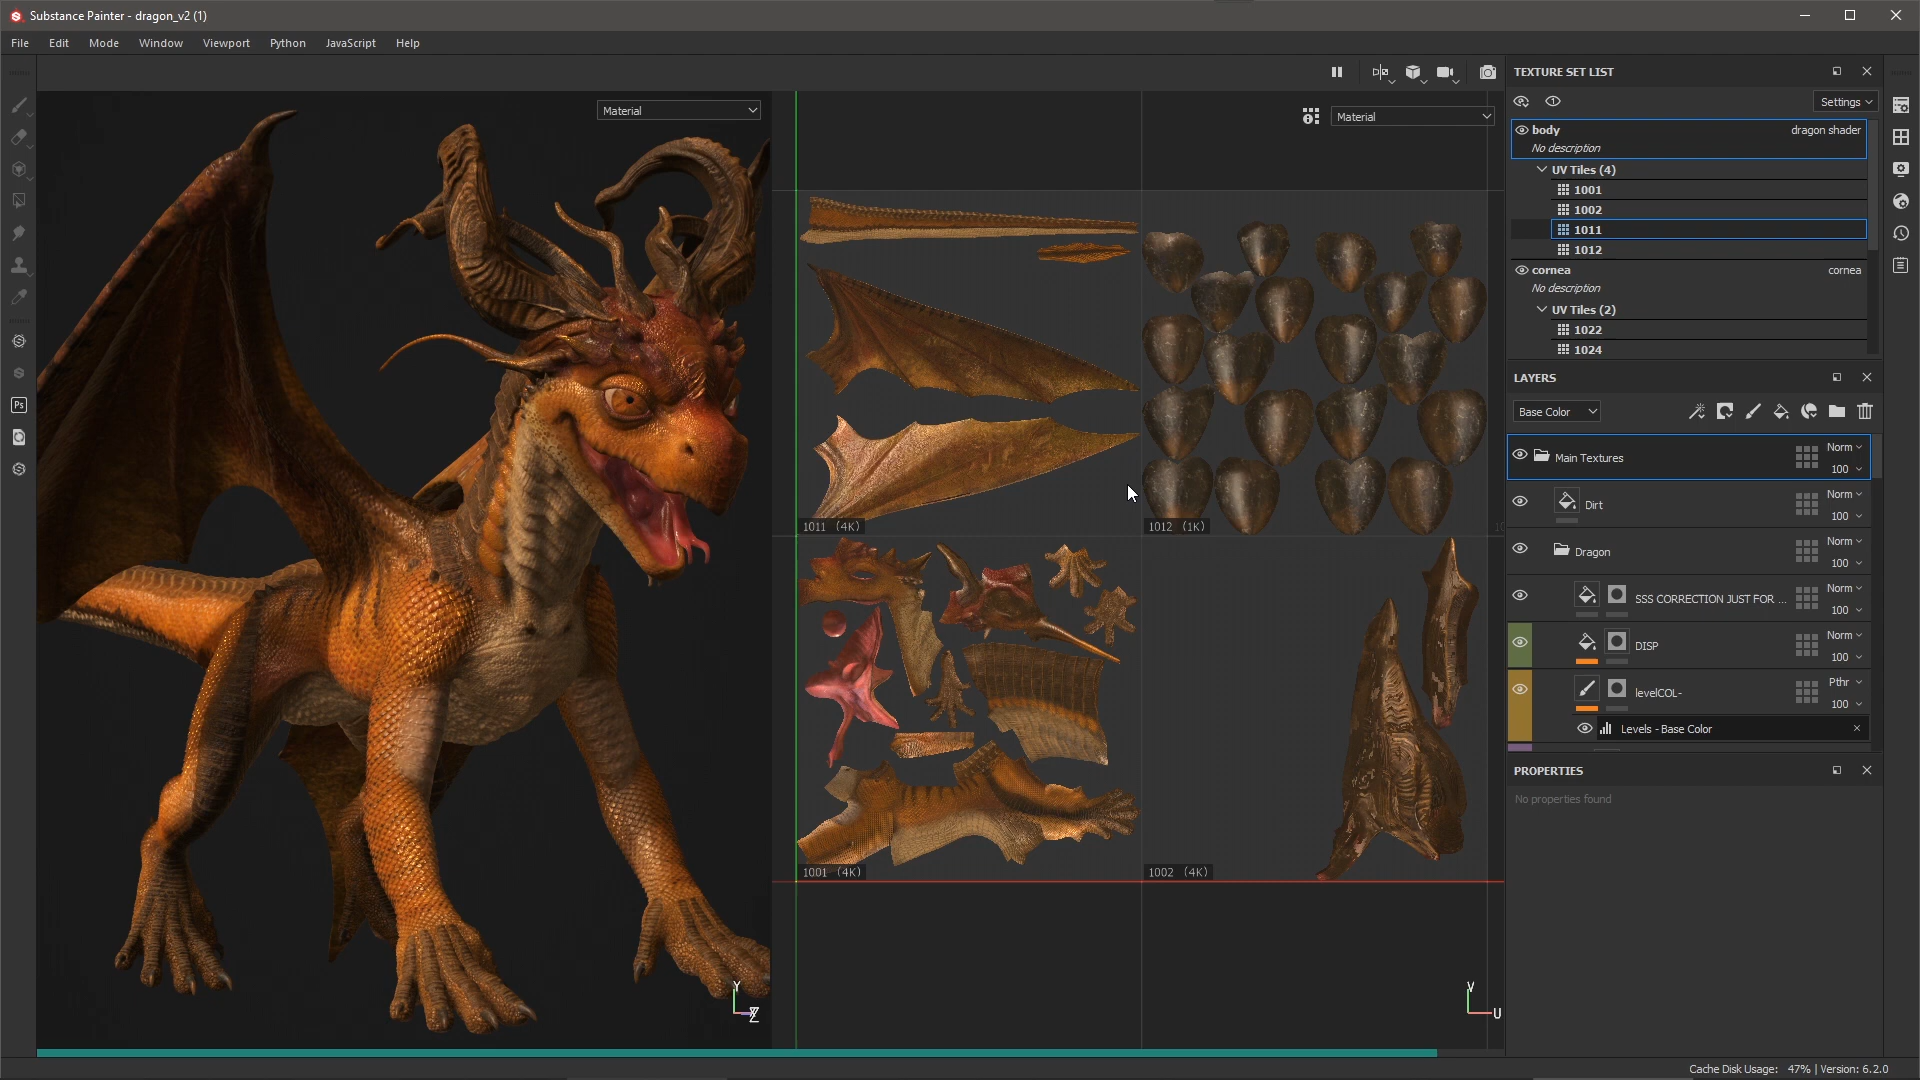 Substance Painter - dragon_v2 (1)
File Edit Mode Window Viewport Python JavaScript Help
Material
Material
1011 (4K)
1012 (1K)
1001 (4K)
1002 (4K)
Y
Z
V
U
TEXTURE SET LIST
Settings
body dragon shader
No description
UV Tiles (4)
1001
1002
1011
1012
cornea cornea
No description
UV Tiles (2)
1022
1024
LAYERS
Base Color
Main Textures Norm
100
Dirt Norm
100
Dragon Norm
100
SSS CORRECTION JUST FOR ... Norm
100
DISP Norm
100
levelCOL- Pthr
100
Levels - Base Color
PROPERTIES
No properties found
Ps
Cache Disk Usage: 47% | Version: 6.2.0